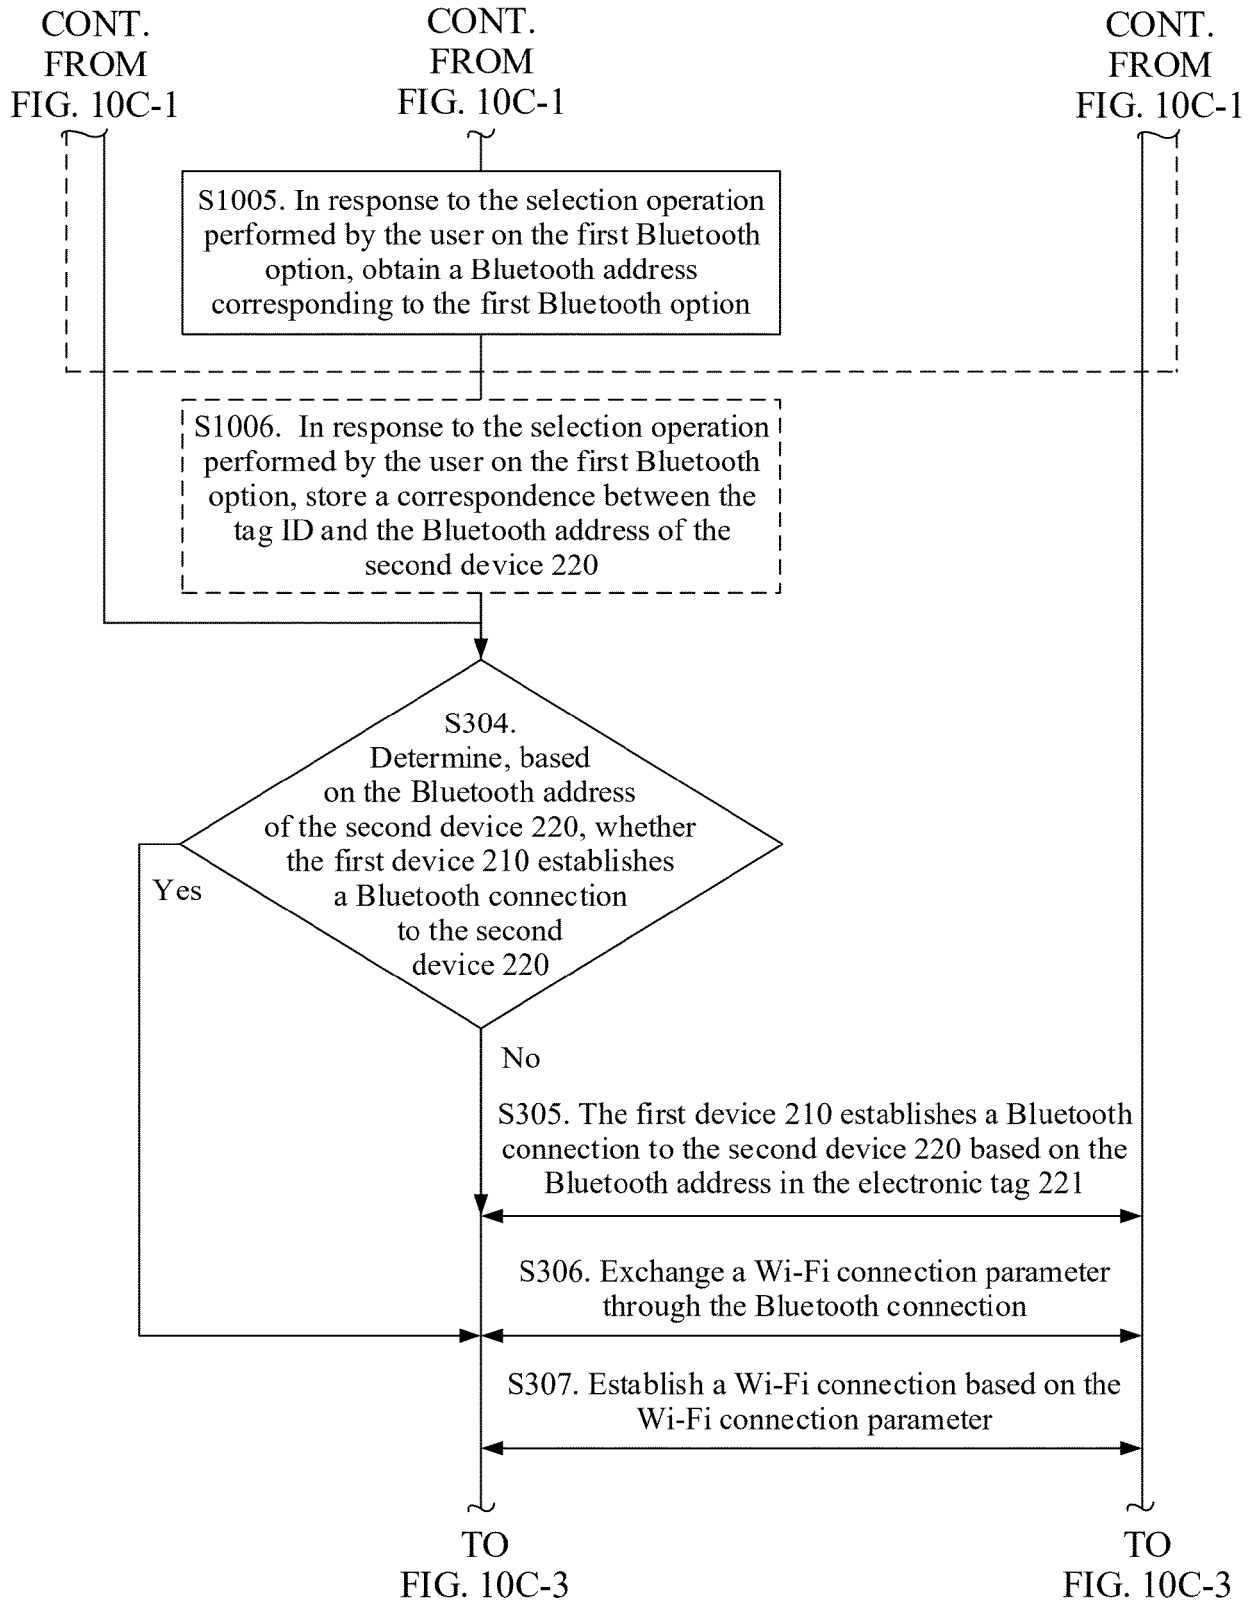 CONT.
FROM
FIG. 10C-1
CONT.
FROM
FIG. 10C-1
CONT.
FROM
FIG. 10C-1
S1005. In response to the selection operation
performed by the user on the first Bluetooth
option, obtain a Bluetooth address
corresponding to the first Bluetooth option
S1006. In response to the selection operation
performed by the user on the first Bluetooth
option, store a correspondence between the
tag ID and the Bluetooth address of the
second device 220
S304.
Determine, based
on the Bluetooth address
of the second device 220, whether
the first device 210 establishes
a Bluetooth connection
to the second
device 220
Yes
No
S305. The first device 210 establishes a Bluetooth
connection to the second device 220 based on the
Bluetooth address in the electronic tag 221
S306. Exchange a Wi-Fi connection parameter
through the Bluetooth connection
S307. Establish a Wi-Fi connection based on the
Wi-Fi connection parameter
TO
FIG. 10C-3
TO
FIG. 10C-3